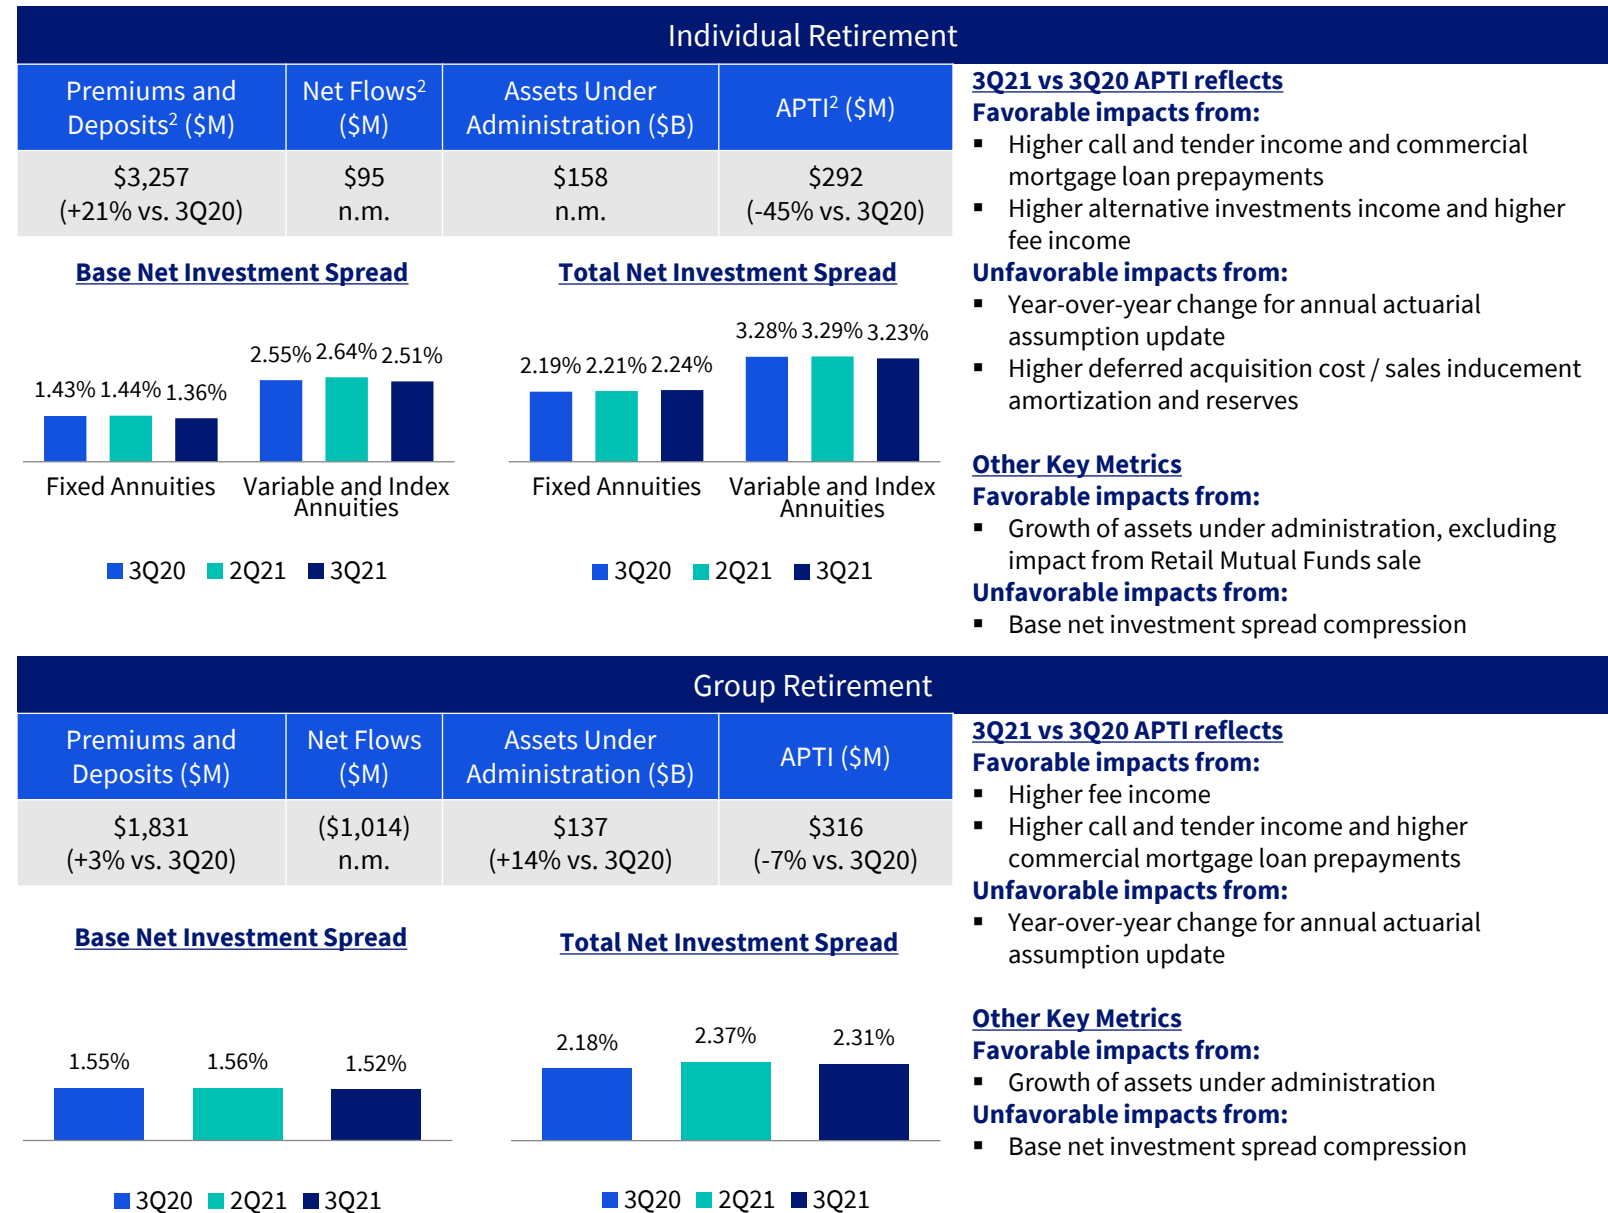 Individual Retirement
Premiums and
Deposits2 ($M)
Net Flows2
($M)
Assets Under
Administration ($B)
APTI2 ($M)
$3,257
(+21% vs. 3Q20)
$95
n.m.
$158
n.m.
$292
(-45% vs. 3Q20)
Base Net Investment Spread
1.43% 1.44% 1.36%
2.55% 2.64% 2.51%
Fixed Annuities
Variable and Index
Annuities
3Q20 2Q21 3Q21
Total Net Investment Spread
2.19% 2.21% 2.24%
3.28% 3.29% 3.23%
Fixed Annuities
Variable and Index
Annuities
3Q20 2Q21 3Q21
3Q21 vs 3Q20 APTI reflects
Favorable impacts from:
▪ Higher call and tender income and commercial
mortgage loan prepayments
▪ Higher alternative investments income and higher
fee income
Unfavorable impacts from:
▪ Year-over-year change for annual actuarial
assumption update
▪ Higher deferred acquisition cost / sales inducement
amortization and reserves
Other Key Metrics
Favorable impacts from:
▪ Growth of assets under administration, excluding
impact from Retail Mutual Funds sale
Unfavorable impacts from:
▪ Base net investment spread compression
Group Retirement
Premiums and
Deposits ($M)
Net Flows
($M)
Assets Under
Administration ($B)
APTI ($M)
$1,831
(+3% vs. 3Q20)
($1,014)
n.m.
$137
(+14% vs. 3Q20)
$316
(-7% vs. 3Q20)
Base Net Investment Spread
1.55% 1.56% 1.52%
3Q20 2Q21 3Q21
Total Net Investment Spread
2.18% 2.37% 2.31%
3Q20 2Q21 3Q21
3Q21 vs 3Q20 APTI reflects
Favorable impacts from:
▪ Higher fee income
▪ Higher call and tender income and higher
commercial mortgage loan prepayments
Unfavorable impacts from:
▪ Year-over-year change for annual actuarial
assumption update
Other Key Metrics
Favorable impacts from:
▪ Growth of assets under administration
Unfavorable impacts from:
▪ Base net investment spread compression